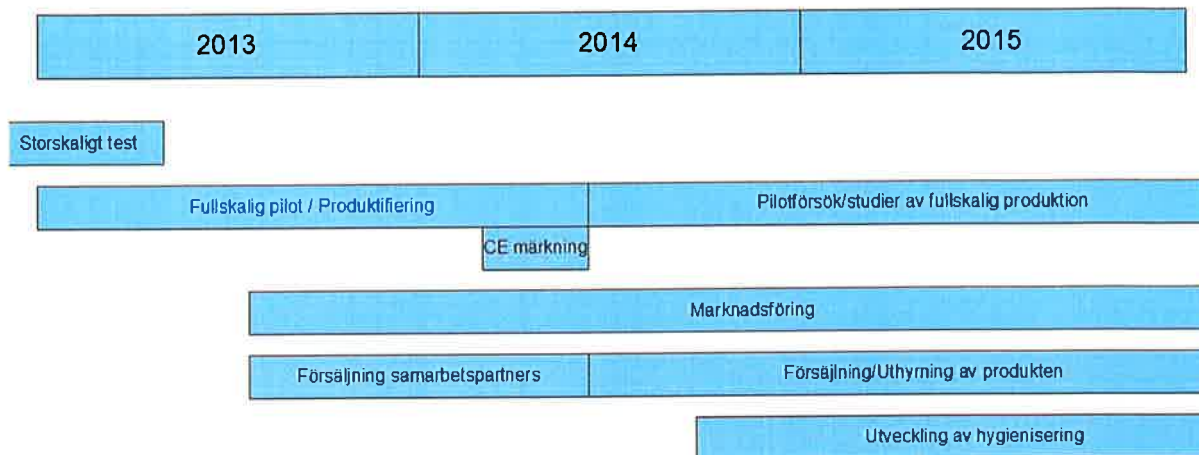 2013 2014 2015
Storskaligt test
Fullskalig pilot / Produktifiering Pilotförsök/studier av fullskalig produktion
CE märkning
Marknadsföring
Försäljning samarbetspartners Försäjlning/Uthyrning av produkten
Utveckling av hygienisering